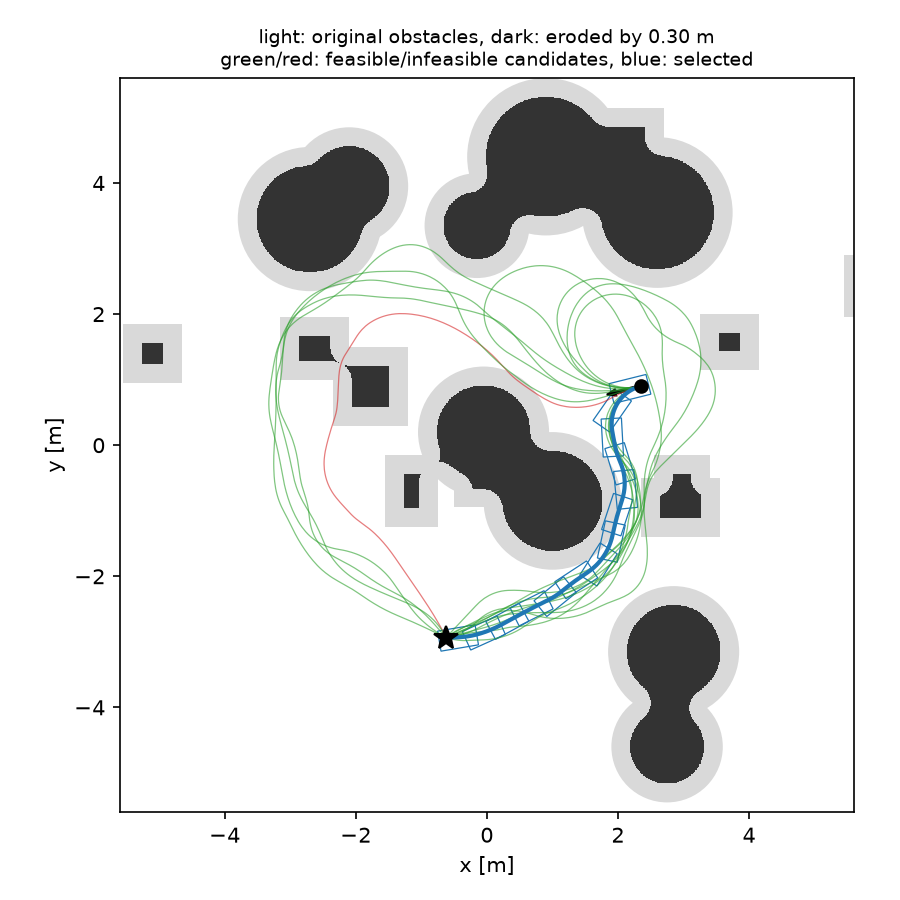 light: original obstacles, dark: eroded by 0.30 m
green/red: feasible/infeasible candidates, blue: selected
4
2
0
−2
−4
y [m]
−4
−2
0
2
4
x [m]